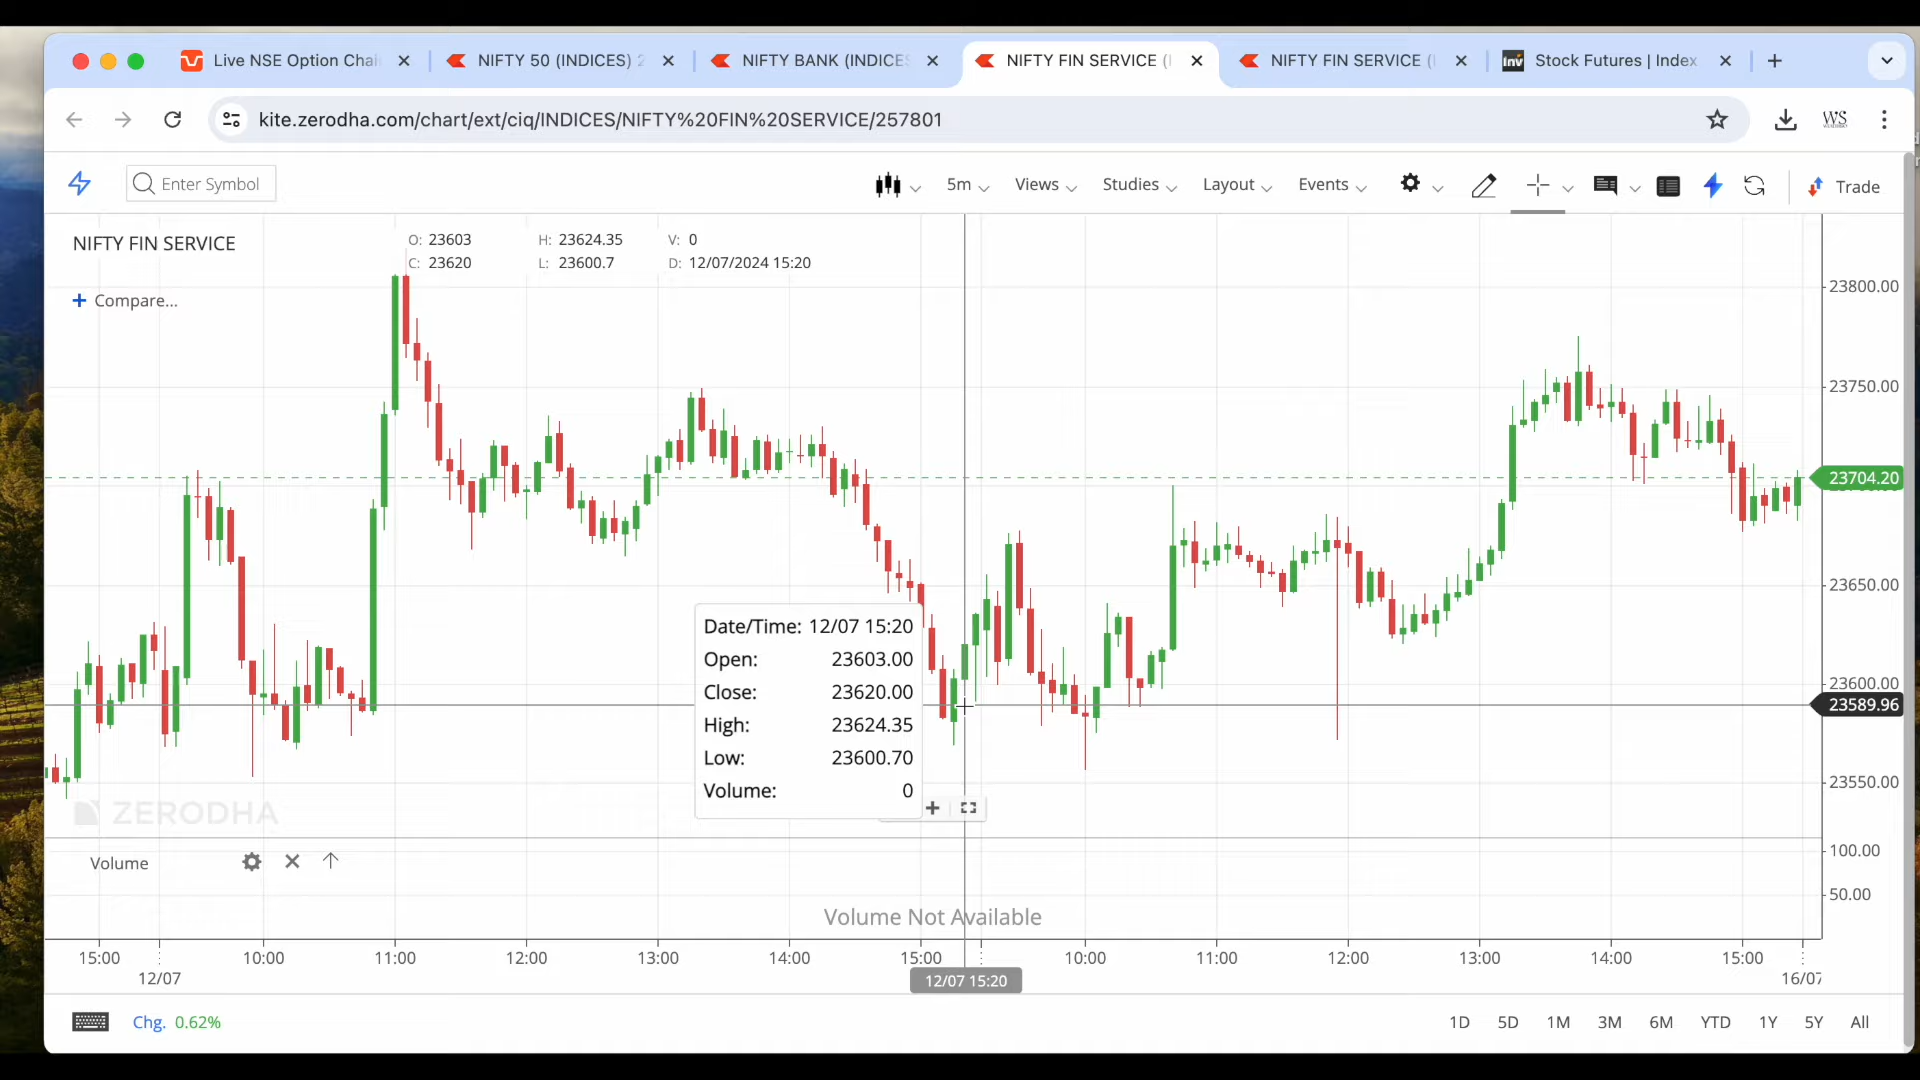 Live NSE Option Chai
NIFTY 50 (INDICES) 2
NIFTY BANK (INDICES
NIFTY FIN SERVICE (I
NIFTY FIN SERVICE (I
Inv
Stock Futures | Index
kite.zerodha.com/chart/ext/ciq/INDICES/NIFTY%20FIN%20SERVICE/257801
WS
Enter Symbol
5m
Views
Studies
Layout
Events
Trade
NIFTY FIN SERVICE
O: 23603
H: 23624.35
V: 0
C: 23620
L: 23600.7
D: 12/07/2024 15:20
+ Compare...
23800.00
23750.00
23704.20
23650.00
23600.00
23589.96
23550.00
Date/Time: 12/07 15:20
Open: 23603.00
Close: 23620.00
High: 23624.35
Low: 23600.70
Volume: 0
ZERODHA
Volume
100.00
50.00
Volume Not Available
15:00
10:00
11:00
12:00
13:00
14:00
15:00
10:00
11:00
12:00
13:00
14:00
15:00
12/07
12/07 15:20
16/07
Chg. 0.62%
1D
5D
1M
3M
6M
YTD
1Y
5Y
All